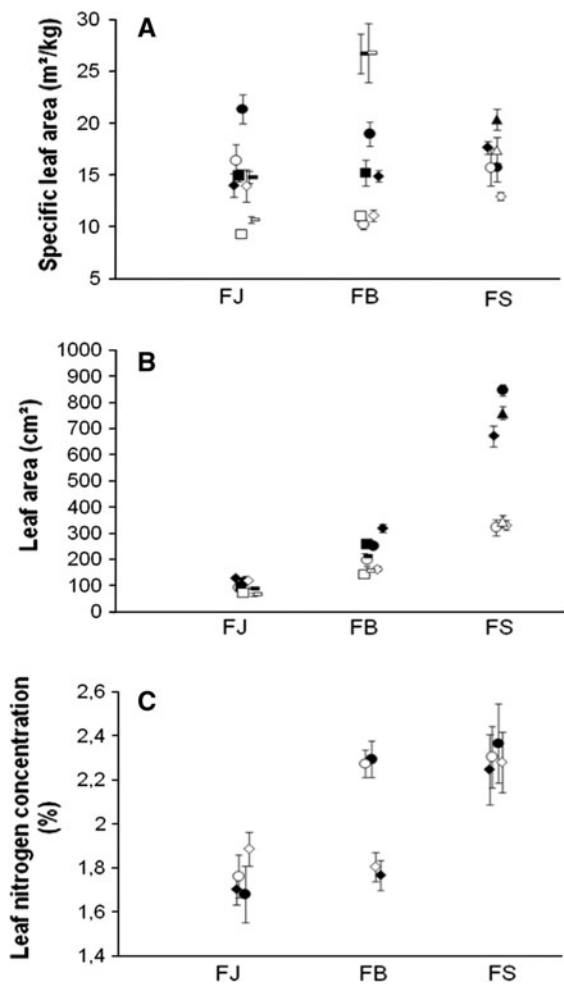 A
Specific leaf area (m²/kg)
30
25
20
15
10
5
FJ
FB
FS
B
Leaf area (cm²)
1000
900
800
700
600
500
400
300
200
100
0
FJ
FB
FS
C
Leaf nitrogen concentration
(%)
2,6
2,4
2,2
2
1,8
1,6
1,4
FJ
FB
FS